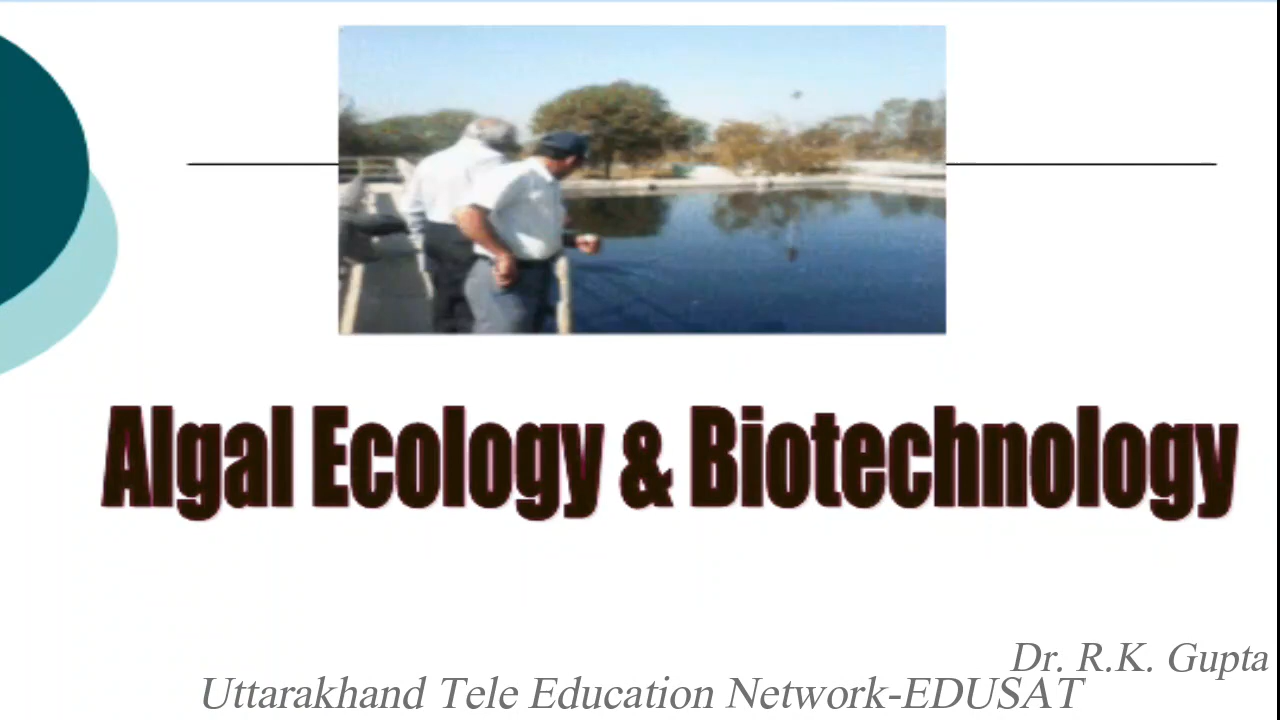 Algal Ecology & Biotechnology
Dr. R.K. Gupta
Uttarakhand Tele Education Network-EDUSAT